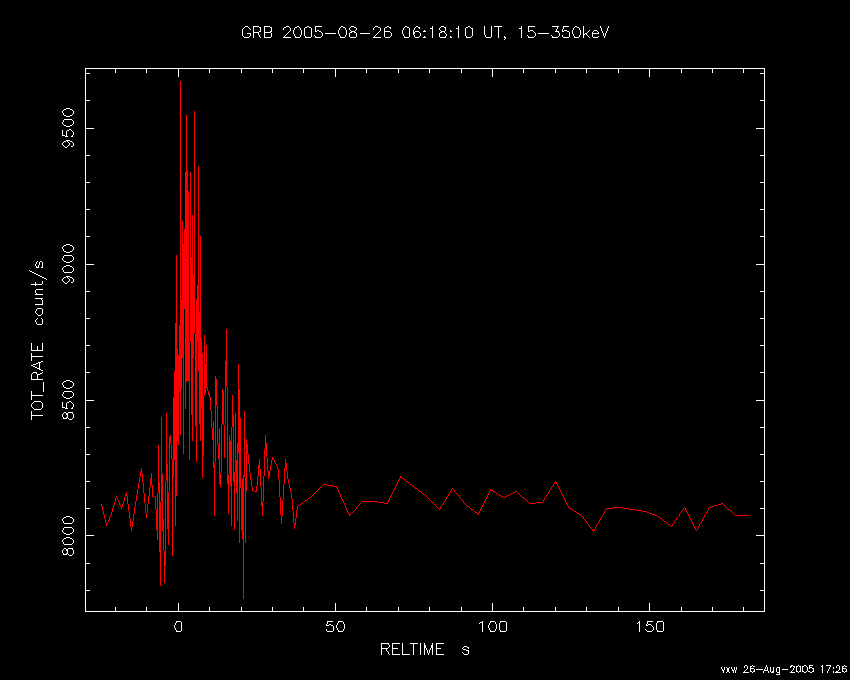 GRB 2005-08-26 06:18:10 UT, 15-350keV
9500
9000
8500
8000
TOT_RATE count/s
0 50 100 150
RELTIME s
vxw 26-Aug-2005 17:26